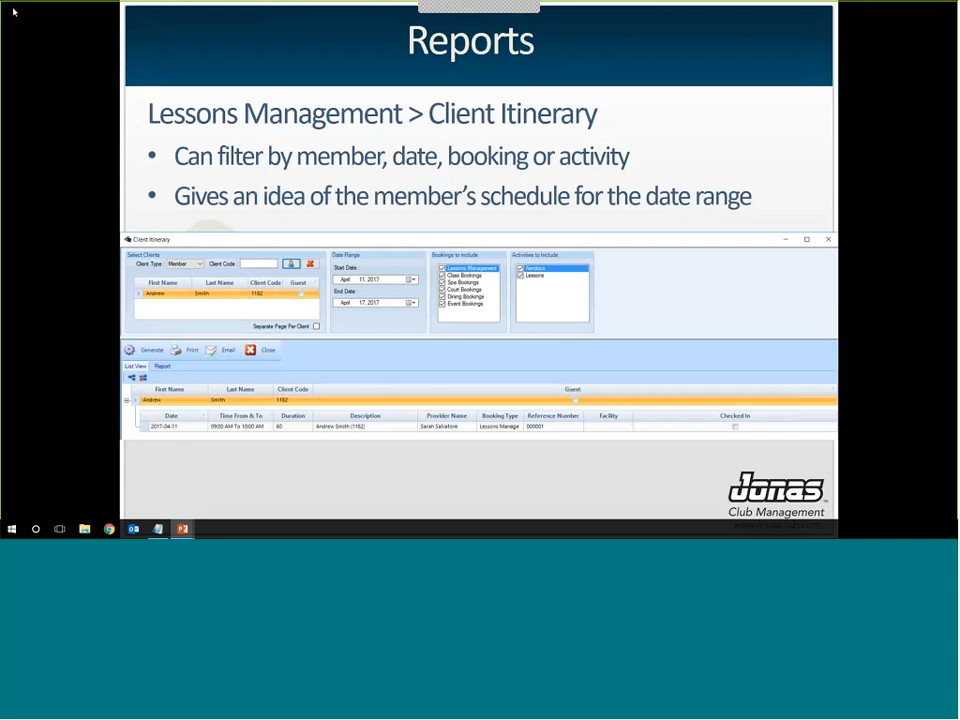 Reports
Lessons Management > Client Itinerary
• Can filter by member, date, booking or activity
• Gives an idea of the member's schedule for the date range
Client Itinerary
Select Clients
Client Type: Member Client Code:
First Name Last Name Client Code Guest
Andrew Smith 1182
Separate Page Per Client
Date Range
Start Date:
April 11, 2017
End Date:
April 17, 2017
Bookings to Include
Lessons Management
Class Bookings
Spa Bookings
Court Bookings
Dining Bookings
Event Bookings
Activities to Include
Aerobics
Lessons
Generate Print Email Close
List View Report
First Name Last Name Client Code Guest
Andrew Smith 1182
Date Time From & To Duration Description Provider Name Booking Type Reference Number Facility Checked In
2017-04-11 09:00 AM To 10:00 AM 60 Andrew Smith (1182) Sarah Salvatore Lessons Manage 000001
Jonas
Club Management